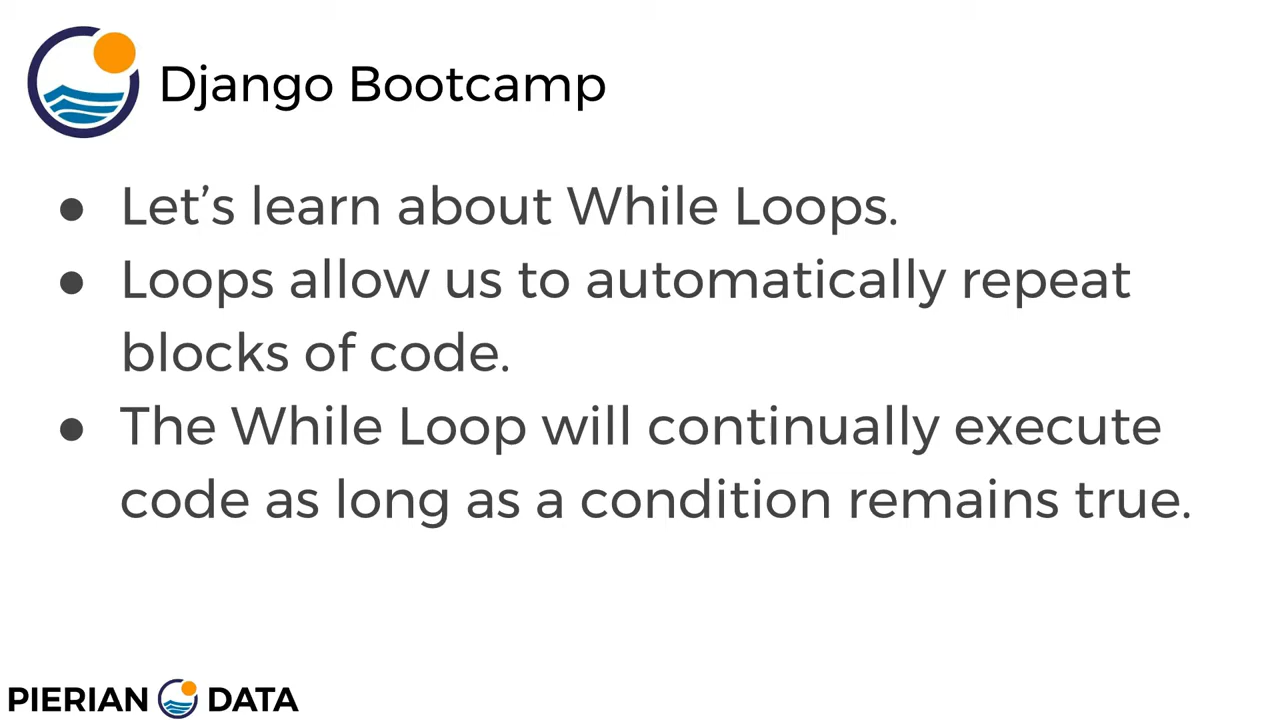 Django Bootcamp
● Let’s learn about While Loops.
● Loops allow us to automatically repeat
blocks of code.
● The While Loop will continually execute
code as long as a condition remains true.
PIERIAN DATA